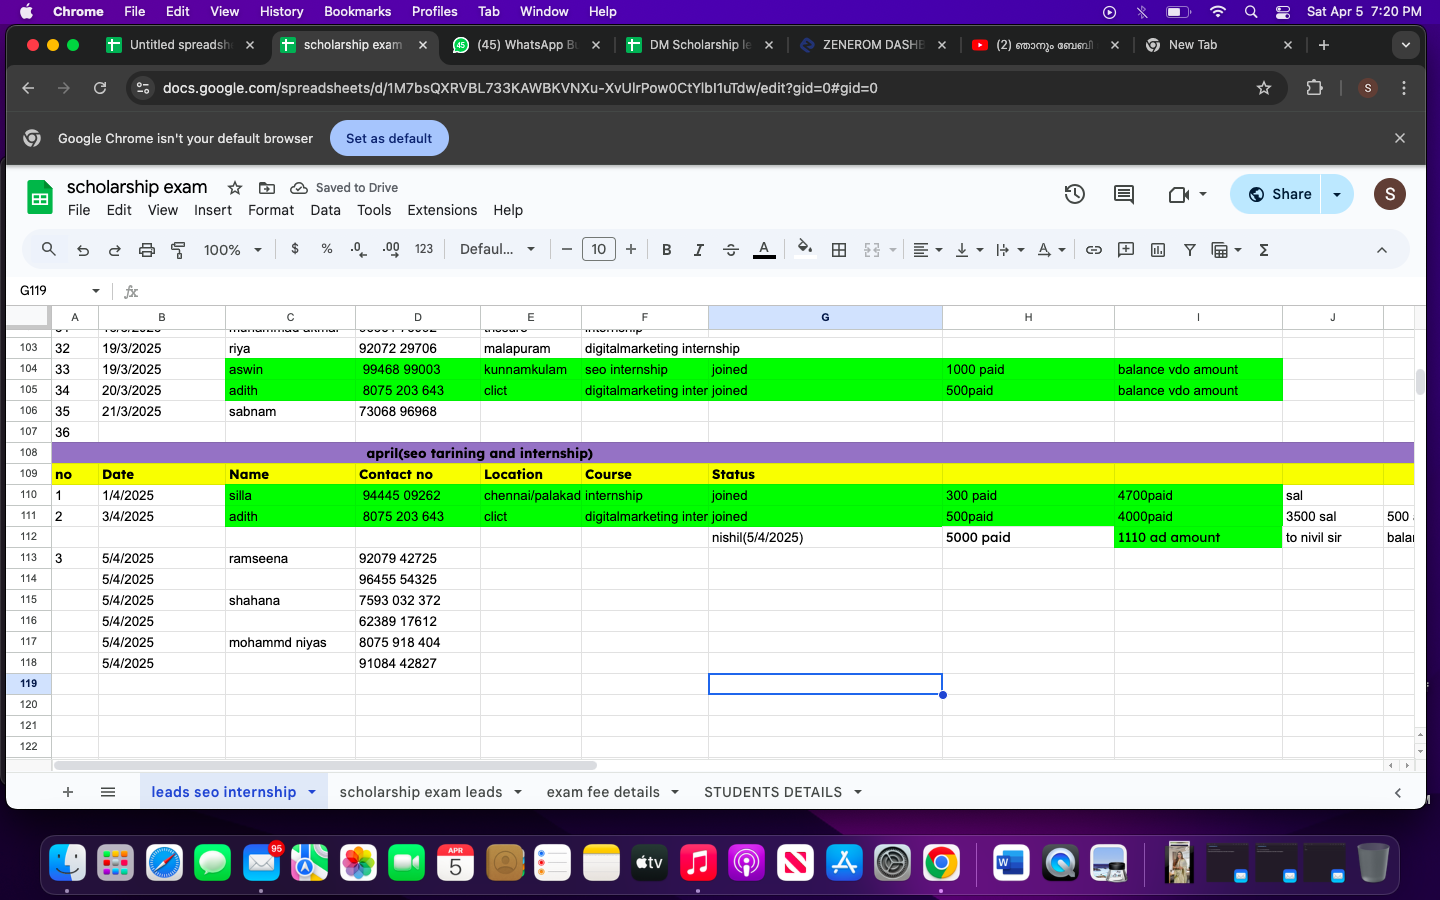 Chrome File Edit View History Bookmarks Profiles Tab Window Help Sat Apr 5 7:20 PM
Untitled spreadsh scholarship exam (45) WhatsApp Bu DM Scholarship le ZENEROM DASHB (2) ഞാനും ബേബി New Tab
docs.google.com/spreadsheets/d/1M7bsQXRVBL733KAWBKVNXu-XvUlrPow0CtYlbI1uTdw/edit?gid=0#gid=0 S
Google Chrome isn't your default browser Set as default
scholarship exam Saved to Drive Share S
File Edit View Insert Format Data Tools Extensions Help
100% $ % .0 .00 123 Defaul... 10 B I A
G119 fx
A B C D E F G H I J
103 32 19/3/2025 riya 92072 29706 malapuram digitalmarketing internship
104 33 19/3/2025 aswin 99468 99003 kunnamkulam seo internship joined 1000 paid balance vdo amount
105 34 20/3/2025 adith 8075 203 643 clict digitalmarketing inter joined 500paid balance vdo amount
106 35 21/3/2025 sabnam 73068 96968
107 36
108 april(seo tarining and internship)
109 no Date Name Contact no Location Course Status
110 1 1/4/2025 silla 94445 09262 chennai/palakad internship joined 300 paid 4700paid sal
111 2 3/4/2025 adith 8075 203 643 clict digitalmarketing inter joined 500paid 4000paid 3500 sal 500
112 nishil(5/4/2025) 5000 paid 1110 ad amount to nivil sir balar
113 3 5/4/2025 ramseena 92079 42725
114 5/4/2025 96455 54325
115 5/4/2025 shahana 7593 032 372
116 5/4/2025 62389 17612
117 5/4/2025 mohammd niyas 8075 918 404
118 5/4/2025 91084 42827
119
120
121
122
leads seo internship scholarship exam leads exam fee details STUDENTS DETAILS
95 APR 5 tv W